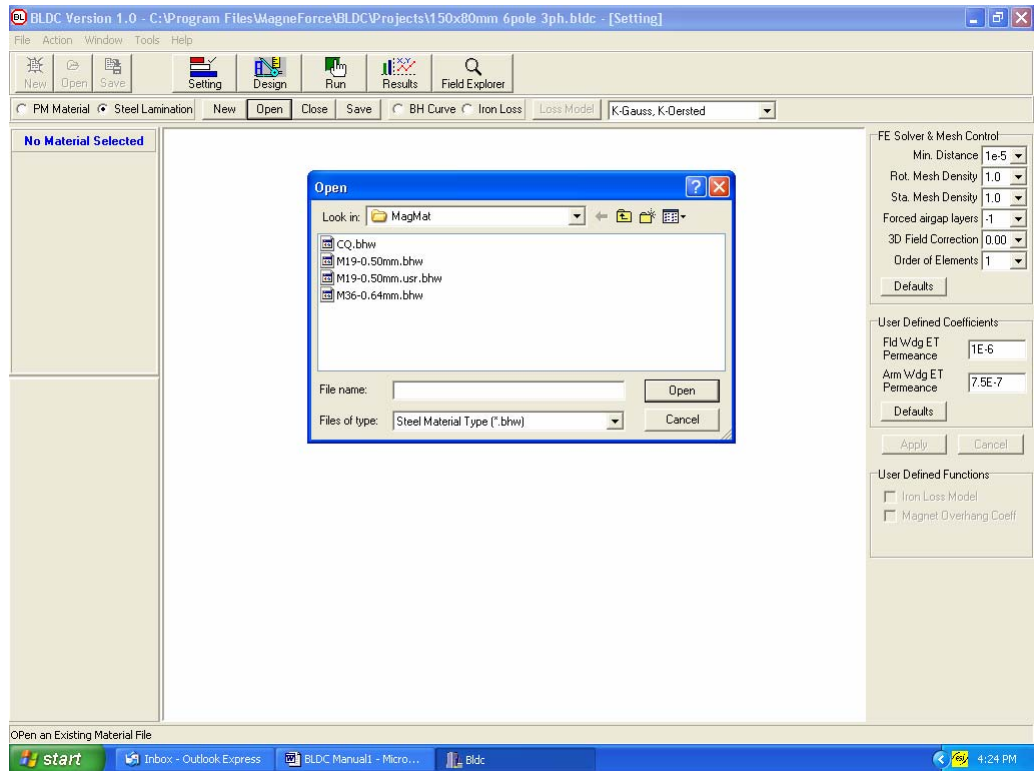 BLDC Version 1.0 - C:\Program Files\MagneForce\BLDC\Projects\150x80mm 6pole 3ph.bldc - [Setting]
File Action Window Tools Help
New Open Save Setting Design Run Results Field Explorer
PM Material Steel Lamination New Open Close Save BH Curve Iron Loss Loss Model K-Gauss, K-Oersted
No Material Selected
Open
Look in: MagMat
CQ.bhw
M19-0.50mm.bhw
M19-0.50mm.usr.bhw
M36-0.64mm.bhw
File name: Open
Files of type: Steel Material Type (*.bhw) Cancel
FE Solver & Mesh Control
Min. Distance 1e-5
Rot. Mesh Density 1.0
Sta. Mesh Density 1.0
Forced airgap layers -1
3D Field Correction 0.00
Order of Elements 1
Defaults
User Defined Coefficients
Fld Wdg ET
Permeance 1E-6
Arm Wdg ET
Permeance 7.5E-7
Defaults
Apply Cancel
User Defined Functions
Iron Loss Model
Magnet Overhang Coeff
OPen an Existing Material File
start Inbox - Outlook Express BLDC Manual1 - Micro... Bldc 4:24 PM